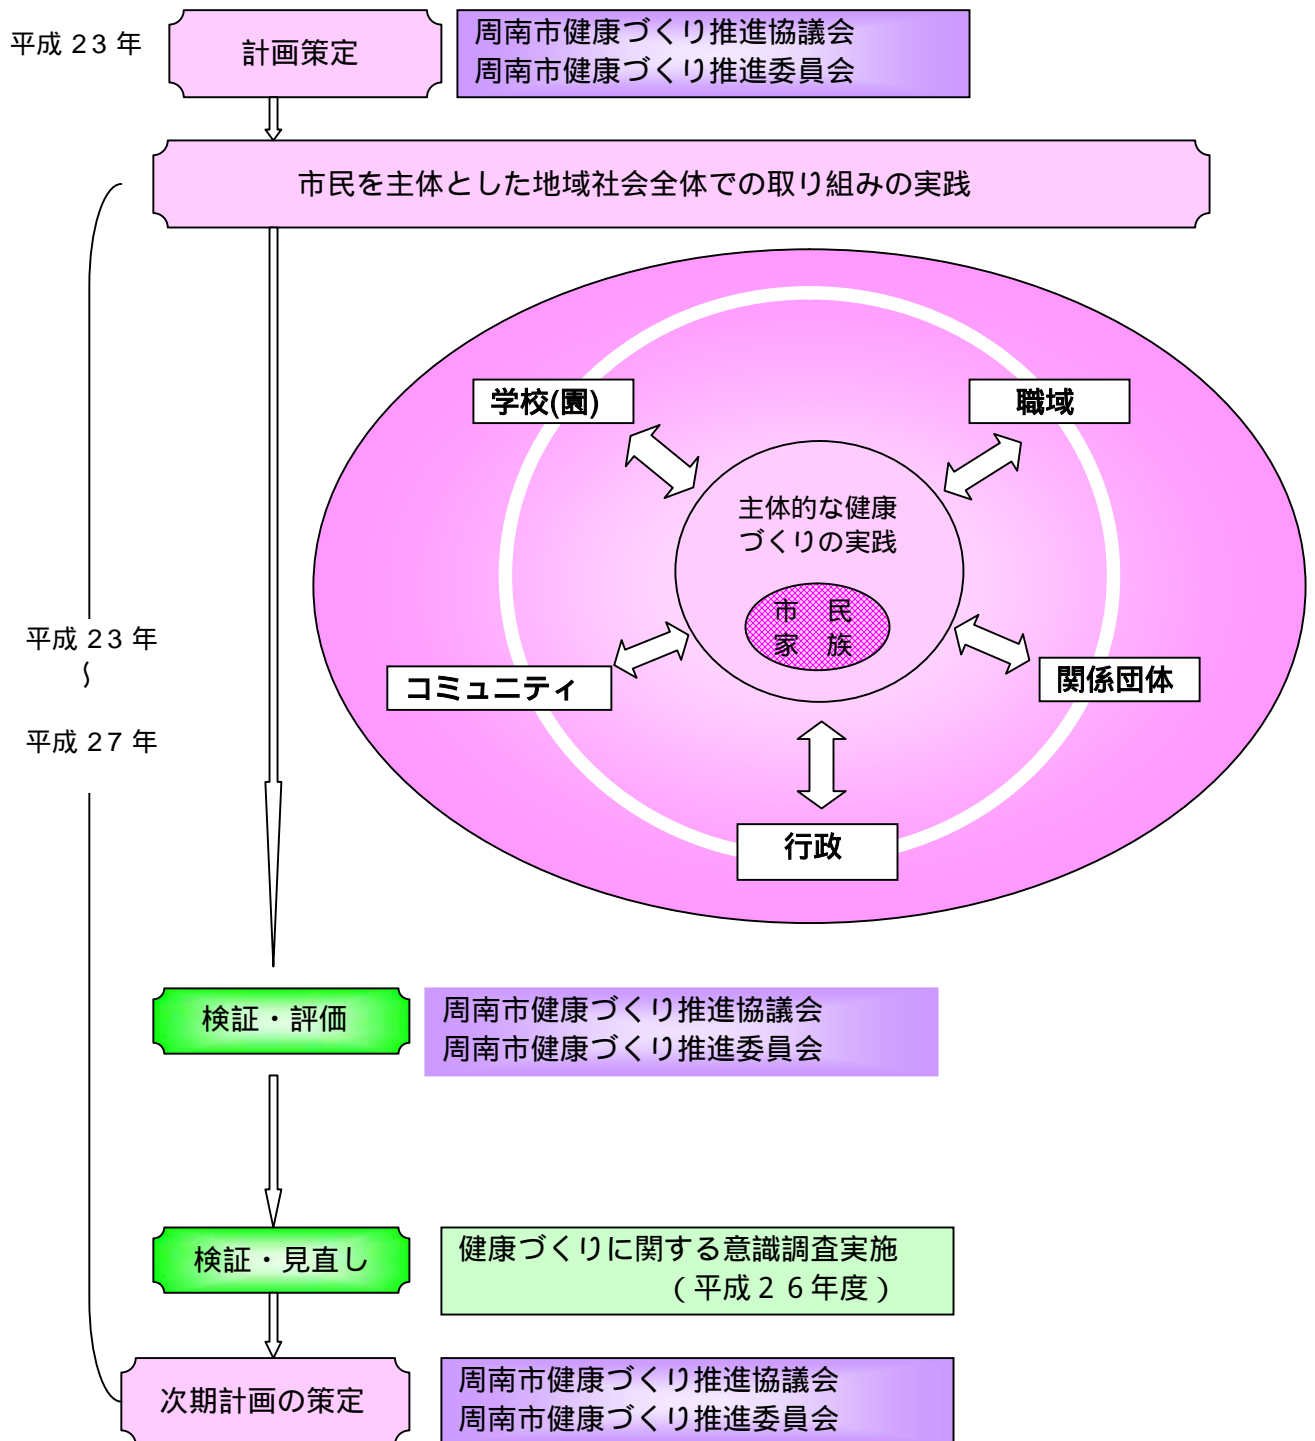 平成 23 年
計画策定
周南市健康づくり推進協議会
周南市健康づくり推進委員会
市民を主体とした地域社会全体での取り組みの実践
学校(園)
職域
主体的な健康
づくりの実践
市　民
家　族
平成 23 年
～
平成 27 年
コミュニティ
関係団体
行政
検証・評価
周南市健康づくり推進協議会
周南市健康づくり推進委員会
検証・見直し
健康づくりに関する意識調査実施
（平成２６年度）
次期計画の策定
周南市健康づくり推進協議会
周南市健康づくり推進委員会